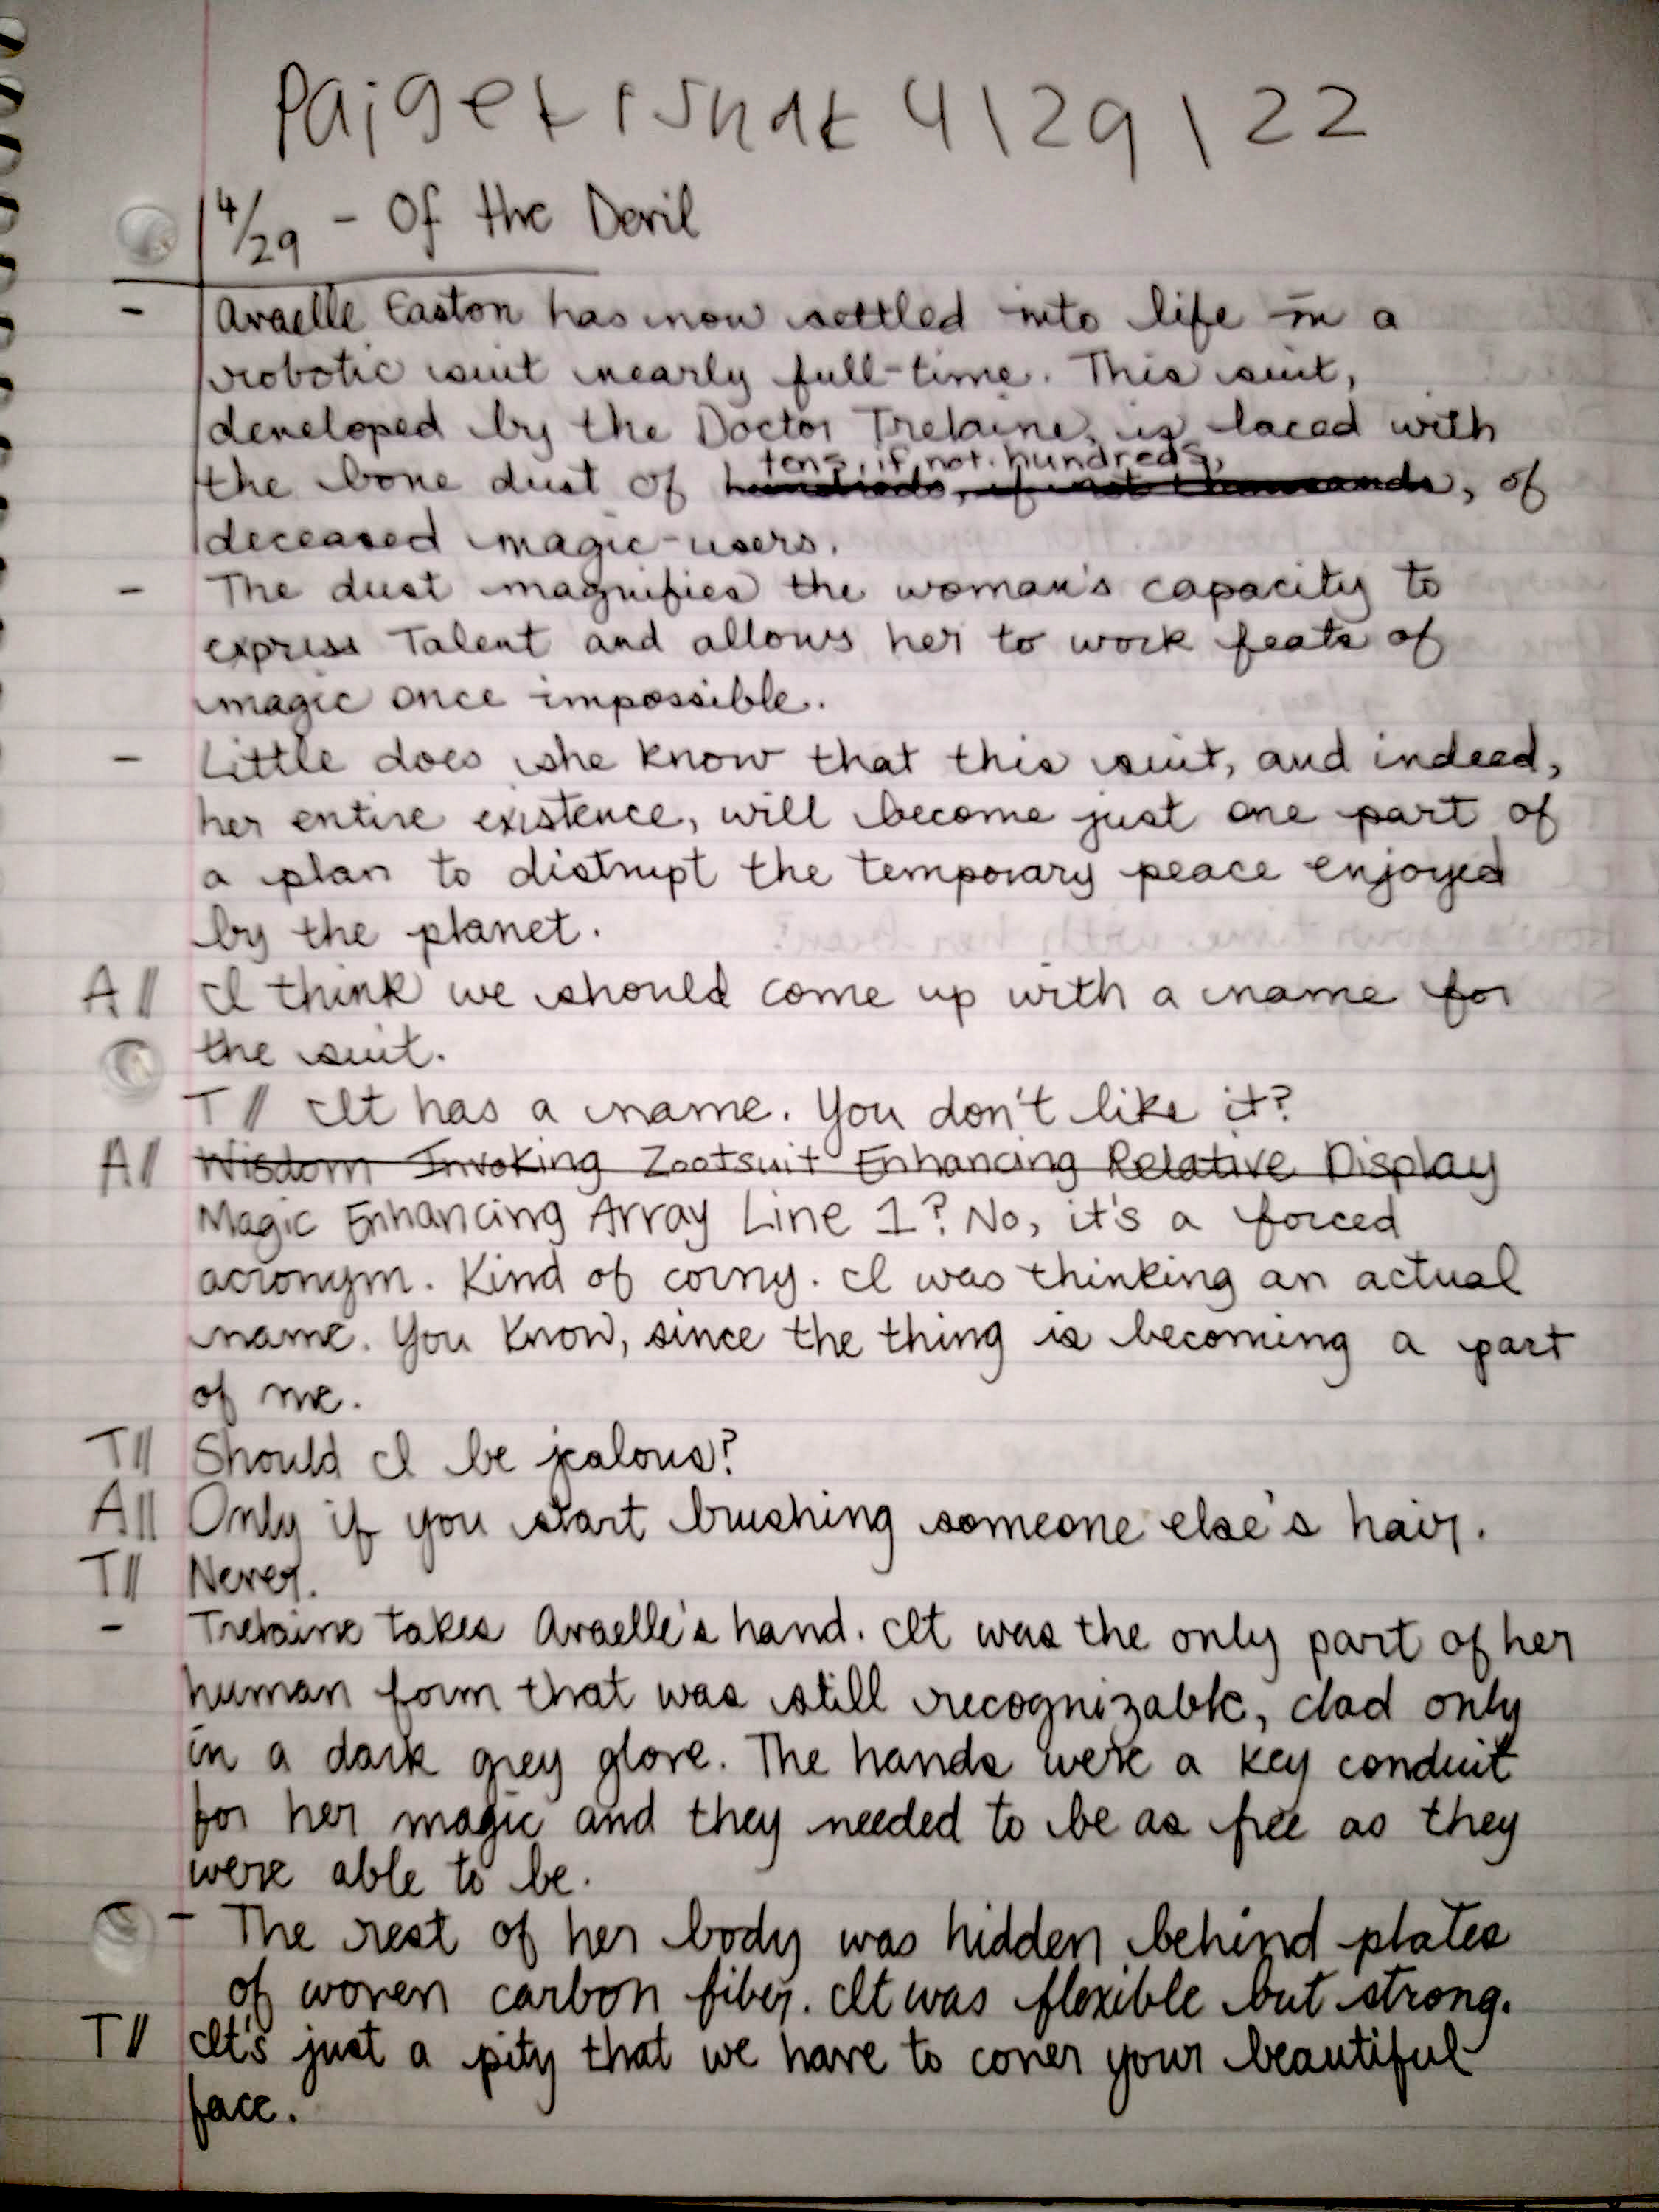 Paigetisnat 4/29/22
4/29 - Of the Devil
- Avaelle Easton has now settled into life in a
robotic suit nearly full-time. This suit,
developed by the Doctor Trelaine, is laced with
tens, if not hundreds,
the bone dust of hundreds, if not thousands, of
deceased magic-users.
- The dust magnifies the woman's capacity to
express Talent and allows her to work feats of
magic once impossible.
- Little does she know that this suit, and indeed,
her entire existence, will become just one part of
a plan to distrupt the temporary peace enjoyed
by the planet.
A// I think we should come up with a name for
the suit.
T// It has a name. You don't like it?
A// Wisdom Invoking Zootsuit Enhancing Relative Display
Magic Enhancing Array Line 1? No, it's a forced
acronym. Kind of corny. I was thinking an actual
name. You know, since the thing is becoming a part
of me.
T// Should I be jealous?
A// Only if you start brushing someone else's hair.
T// Never.
- Trelaine takes Avaelle's hand. It was the only part of her
human form that was still recognizable, clad only
in a dark grey glove. The hands were a key conduit
for her magic and they needed to be as free as they
were able to be.
- The rest of her body was hidden behind plates
of woven carbon fiber. It was flexible but strong.
T// It's just a pity that we have to cover your beautiful
face.